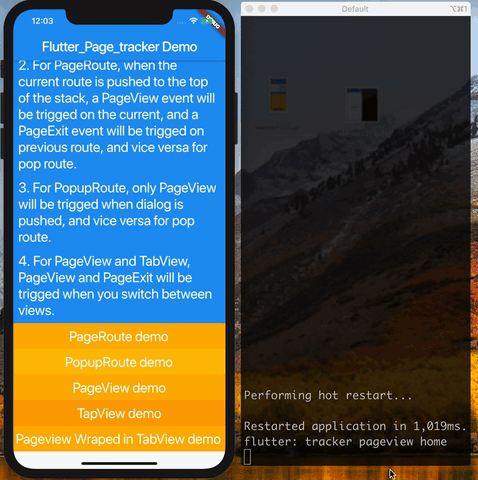 12:03
DEBUG
Flutter_Page_tracker Demo
2. For PageRoute, when the
current route is pushed to the top
of the stack, a PageView event will
be trigged on the current, and a
PageExit event will be trigged on
previous route, and vice versa for
pop route.
3. For PopupRoute, only PageView
will be trigged when dialog is
pushed, and vice versa for pop
route.
4. For PageView and TabView,
PageView and PageExit will be
trigged when you switch between
views.
PageRoute demo
PopupRoute demo
PageView demo
TapView demo
Pageview Wraped in TabView demo
Default
⌥⌘1
Performing hot restart...
Restarted application in 1,019ms.
flutter: tracker pageview home